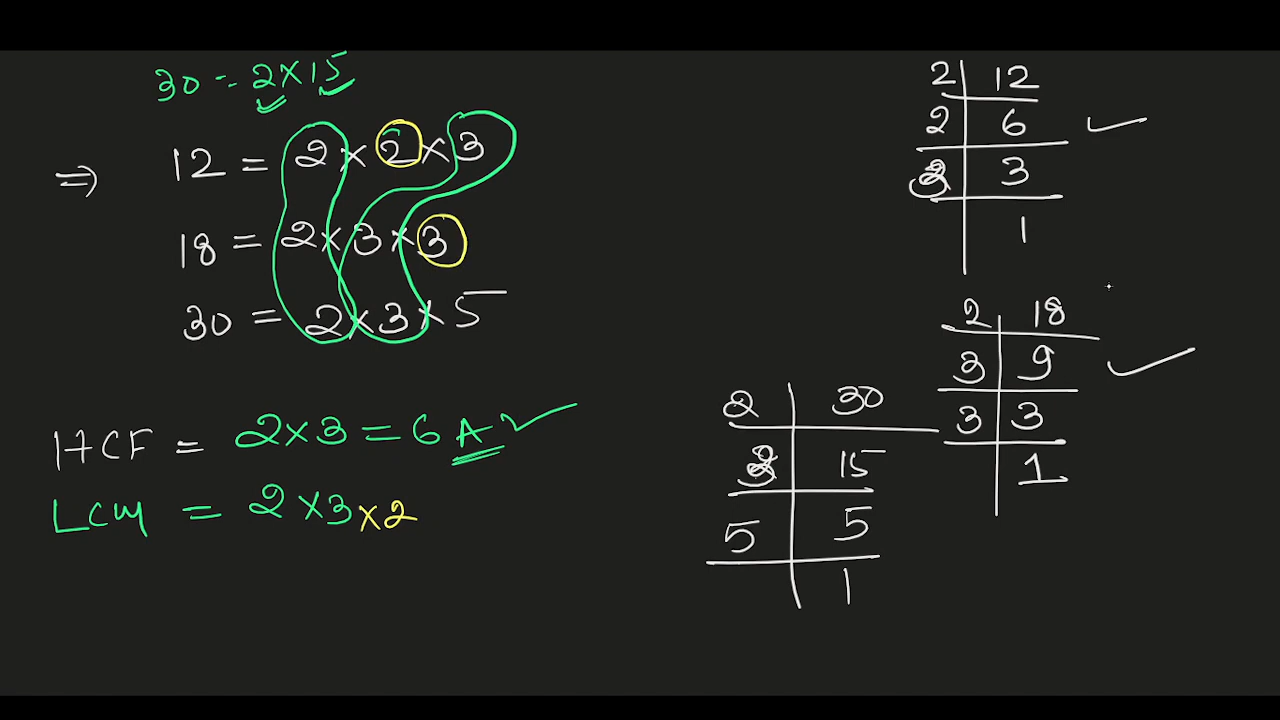 30 = 2×15
⇒ 12 = 2 × 2 × 3
18 = 2 × 3 × 3
30 = 2 × 3 × 5
HCF = 2×3 = 6 A
LCM = 2 ×3 ×2
2 | 12
2 | 6
3 | 3
1
2 | 18
3 | 9
3 | 3
1
2 | 30
3 | 15
5 | 5
1